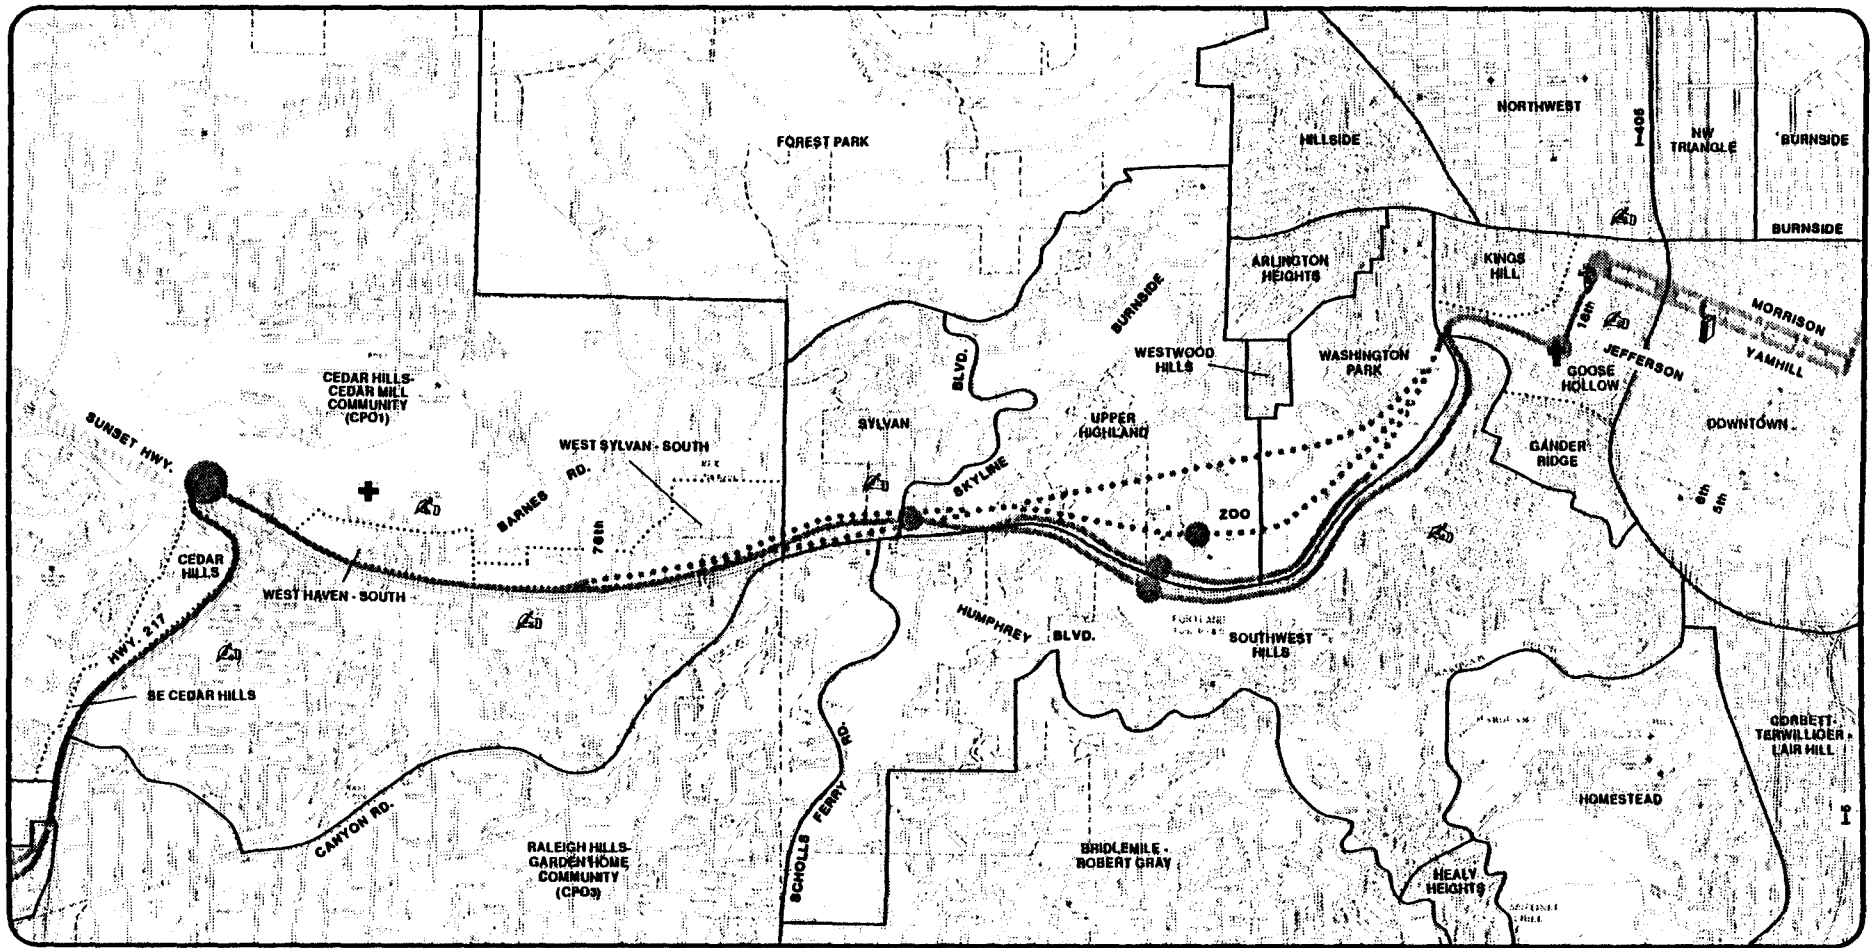 NORTHWEST
FOREST PARK
HILLSIDE
I-405
NW
TRIANGLE
BURNSIDE
BURNSIDE
ARLINGTON
HEIGHTS
KINGS
HILL
BURNSIDE
18th
MORRISON
YAMHILL
JEFFERSON
WESTWOOD
HILLS
WASHINGTON
PARK
GOOSE
HOLLOW
BLVD.
CEDAR HILLS-
CEDAR MILL
COMMUNITY
(CPO1)
SYLVAN
UPPER
HIGHLAND
DOWNTOWN
SUNSET HWY.
WEST SYLVAN - SOUTH
GANDER
RIDGE
BARNES RD.
SKYLINE
6th
5th
ZOO
76th
CEDAR
HILLS
WEST HAVEN - SOUTH
HWY. 217
HUMPHREY BLVD.
SOUTHWEST
HILLS
SE CEDAR HILLS
CORBETT-
TERWILLIGER-
LAIR HILL
RD.
FERRY
SCHOLLS
CANYON RD.
HOMESTEAD
I-5
RALEIGH HILLS-
GARDEN HOME
COMMUNITY
(CPO3)
BRIDLEMILE -
ROBERT GRAY
HEALY
HEIGHTS